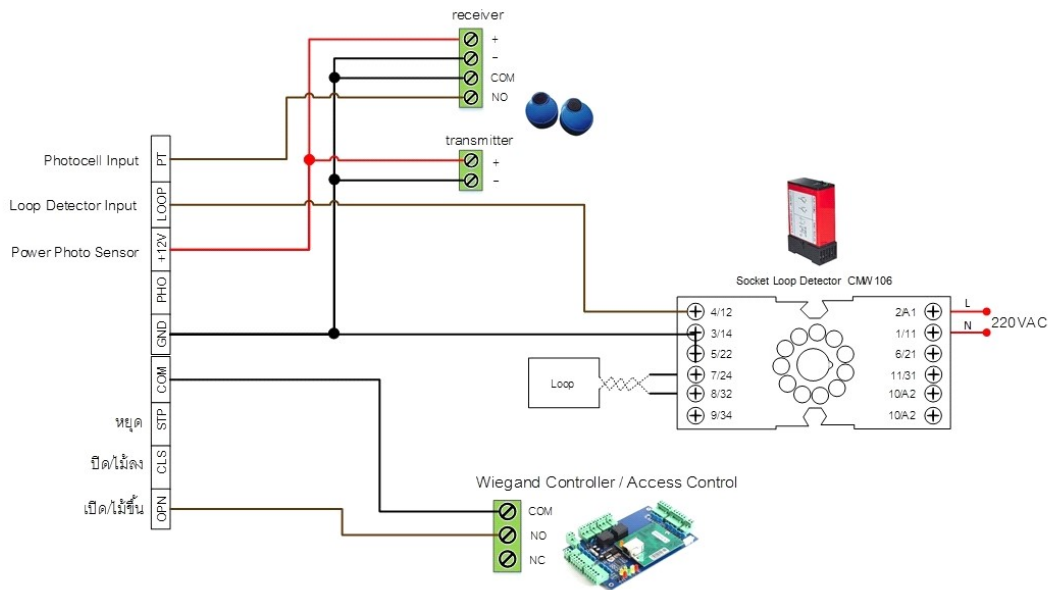 receiver
+
−
COM
NO
transmitter
+
−
Photocell Input
PT
Loop Detector Input
LOOP
Power Photo Sensor
+12V
PHO
GND
COM
หยุด
STP
ปิด/ไม้ลง
CLS
เปิด/ไม้ขึ้น
OPN
Socket Loop Detector CMW106
4/12
3/14
5/22
7/24
8/32
9/34
2A1
1/11
6/21
11/31
10/A2
10/A2
L
N
220VAC
Loop
Wiegand Controller / Access Control
COM
NO
NC